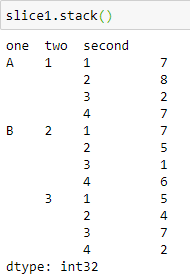 slice1.stack()
one two second
A 1 1 7
2 8
3 2
4 7
B 2 1 7
2 5
3 1
4 6
3 1 5
2 4
3 7
4 2
dtype: int32